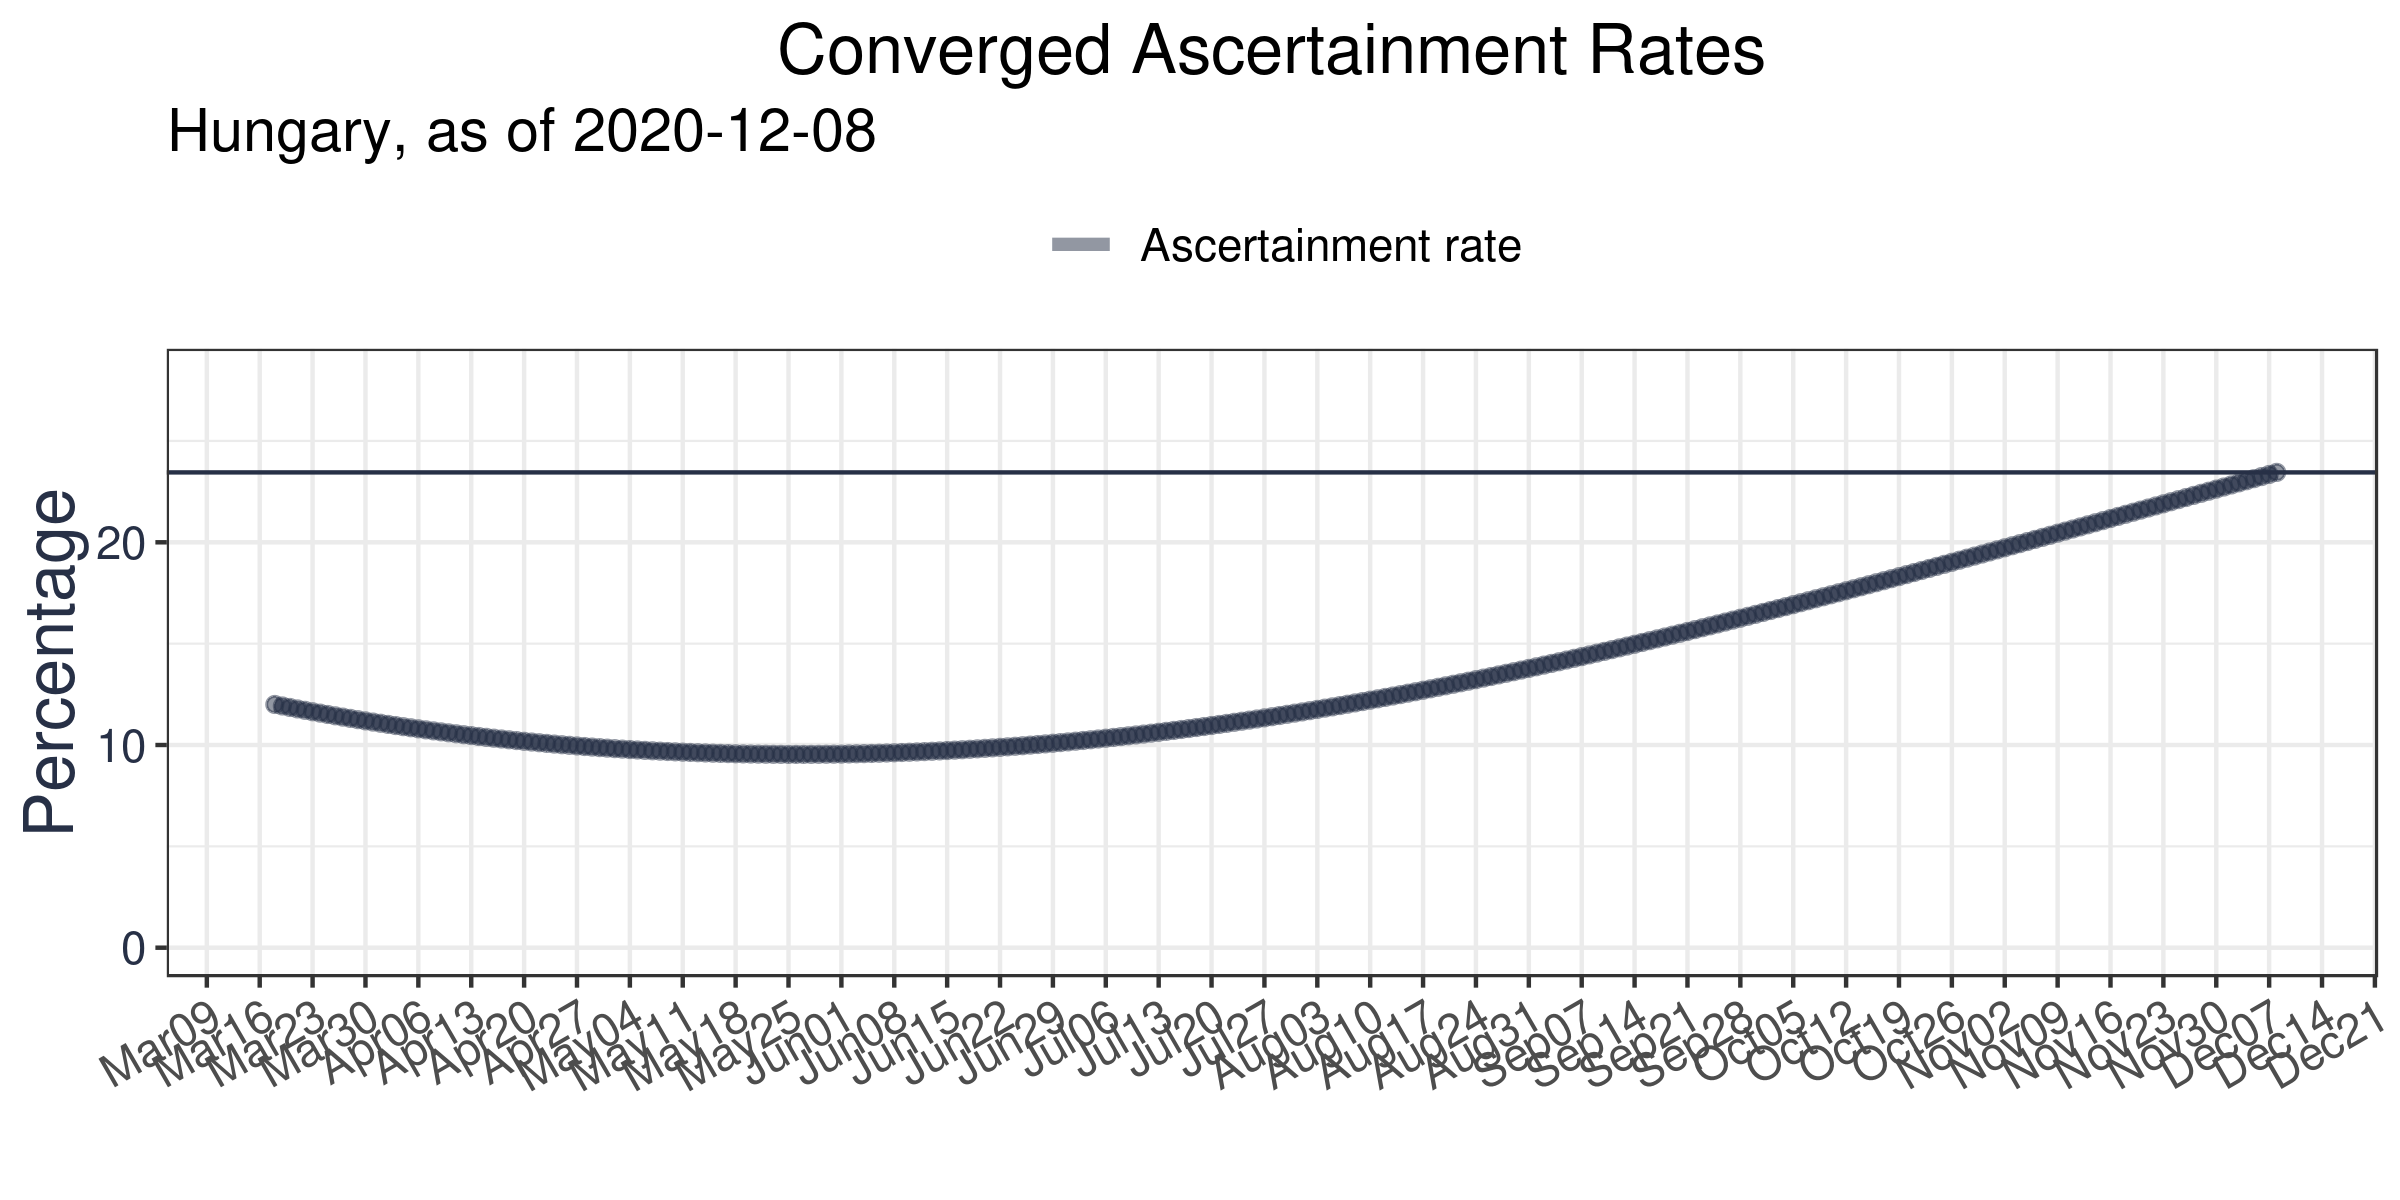 Converged Ascertainment Rates
Hungary, as of 2020-12-08
Ascertainment rate
Percentage
20
10
0
Mar09
Mar16
Mar23
Mar30
Apr06
Apr13
Apr20
Apr27
May04
May11
May18
May25
Jun01
Jun08
Jun15
Jun22
Jun29
Jul06
Jul13
Jul20
Jul27
Aug03
Aug10
Aug17
Aug24
Aug31
Sep07
Sep14
Sep21
Sep28
Oct05
Oct12
Oct19
Oct26
Nov02
Nov09
Nov16
Nov23
Nov30
Dec07
Dec14
Dec21